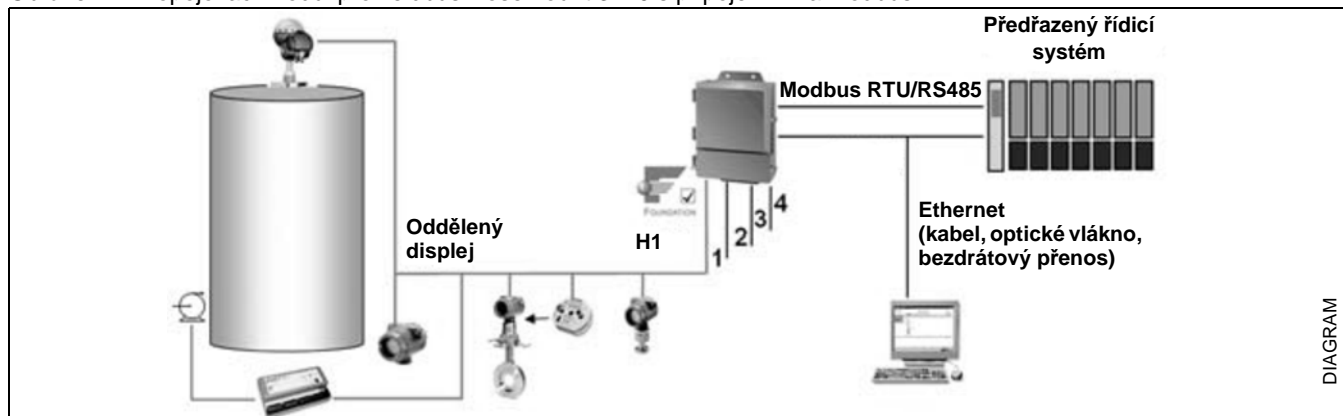 Předřazený řídicí
systém
Modbus RTU/RS485
FOUNDATION
Oddělený
displej
H1
1
2
3
4
Ethernet
(kabel, optické vlákno,
bezdrátový přenos)
DIAGRAM